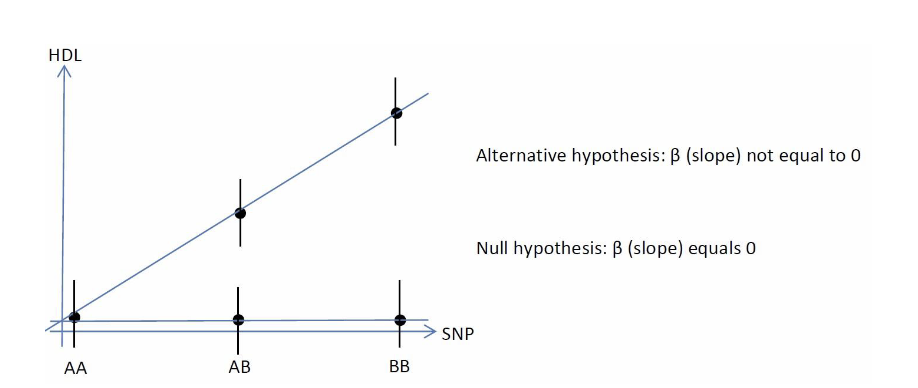 HDL
Alternative hypothesis: β (slope) not equal to 0
Null hypothesis: β (slope) equals 0
SNP
AA AB BB